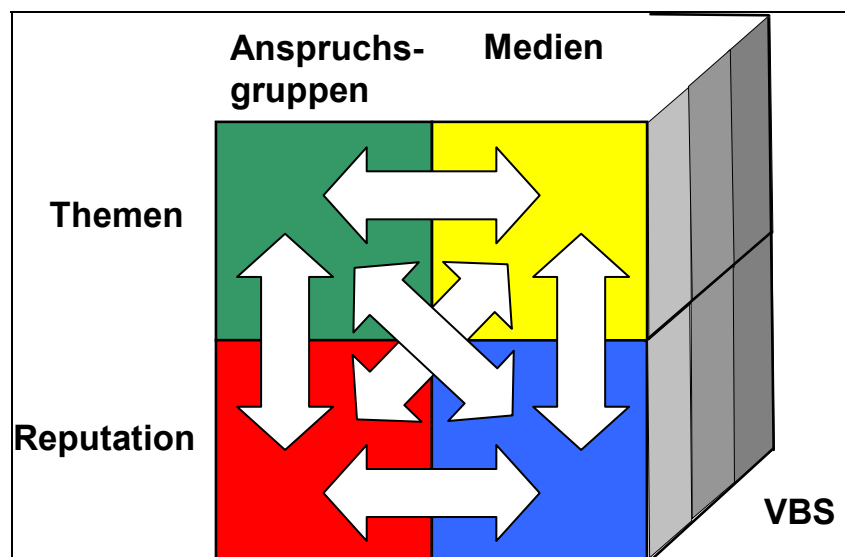 Anspruchs-
gruppen
Medien
Themen
Reputation
VBS